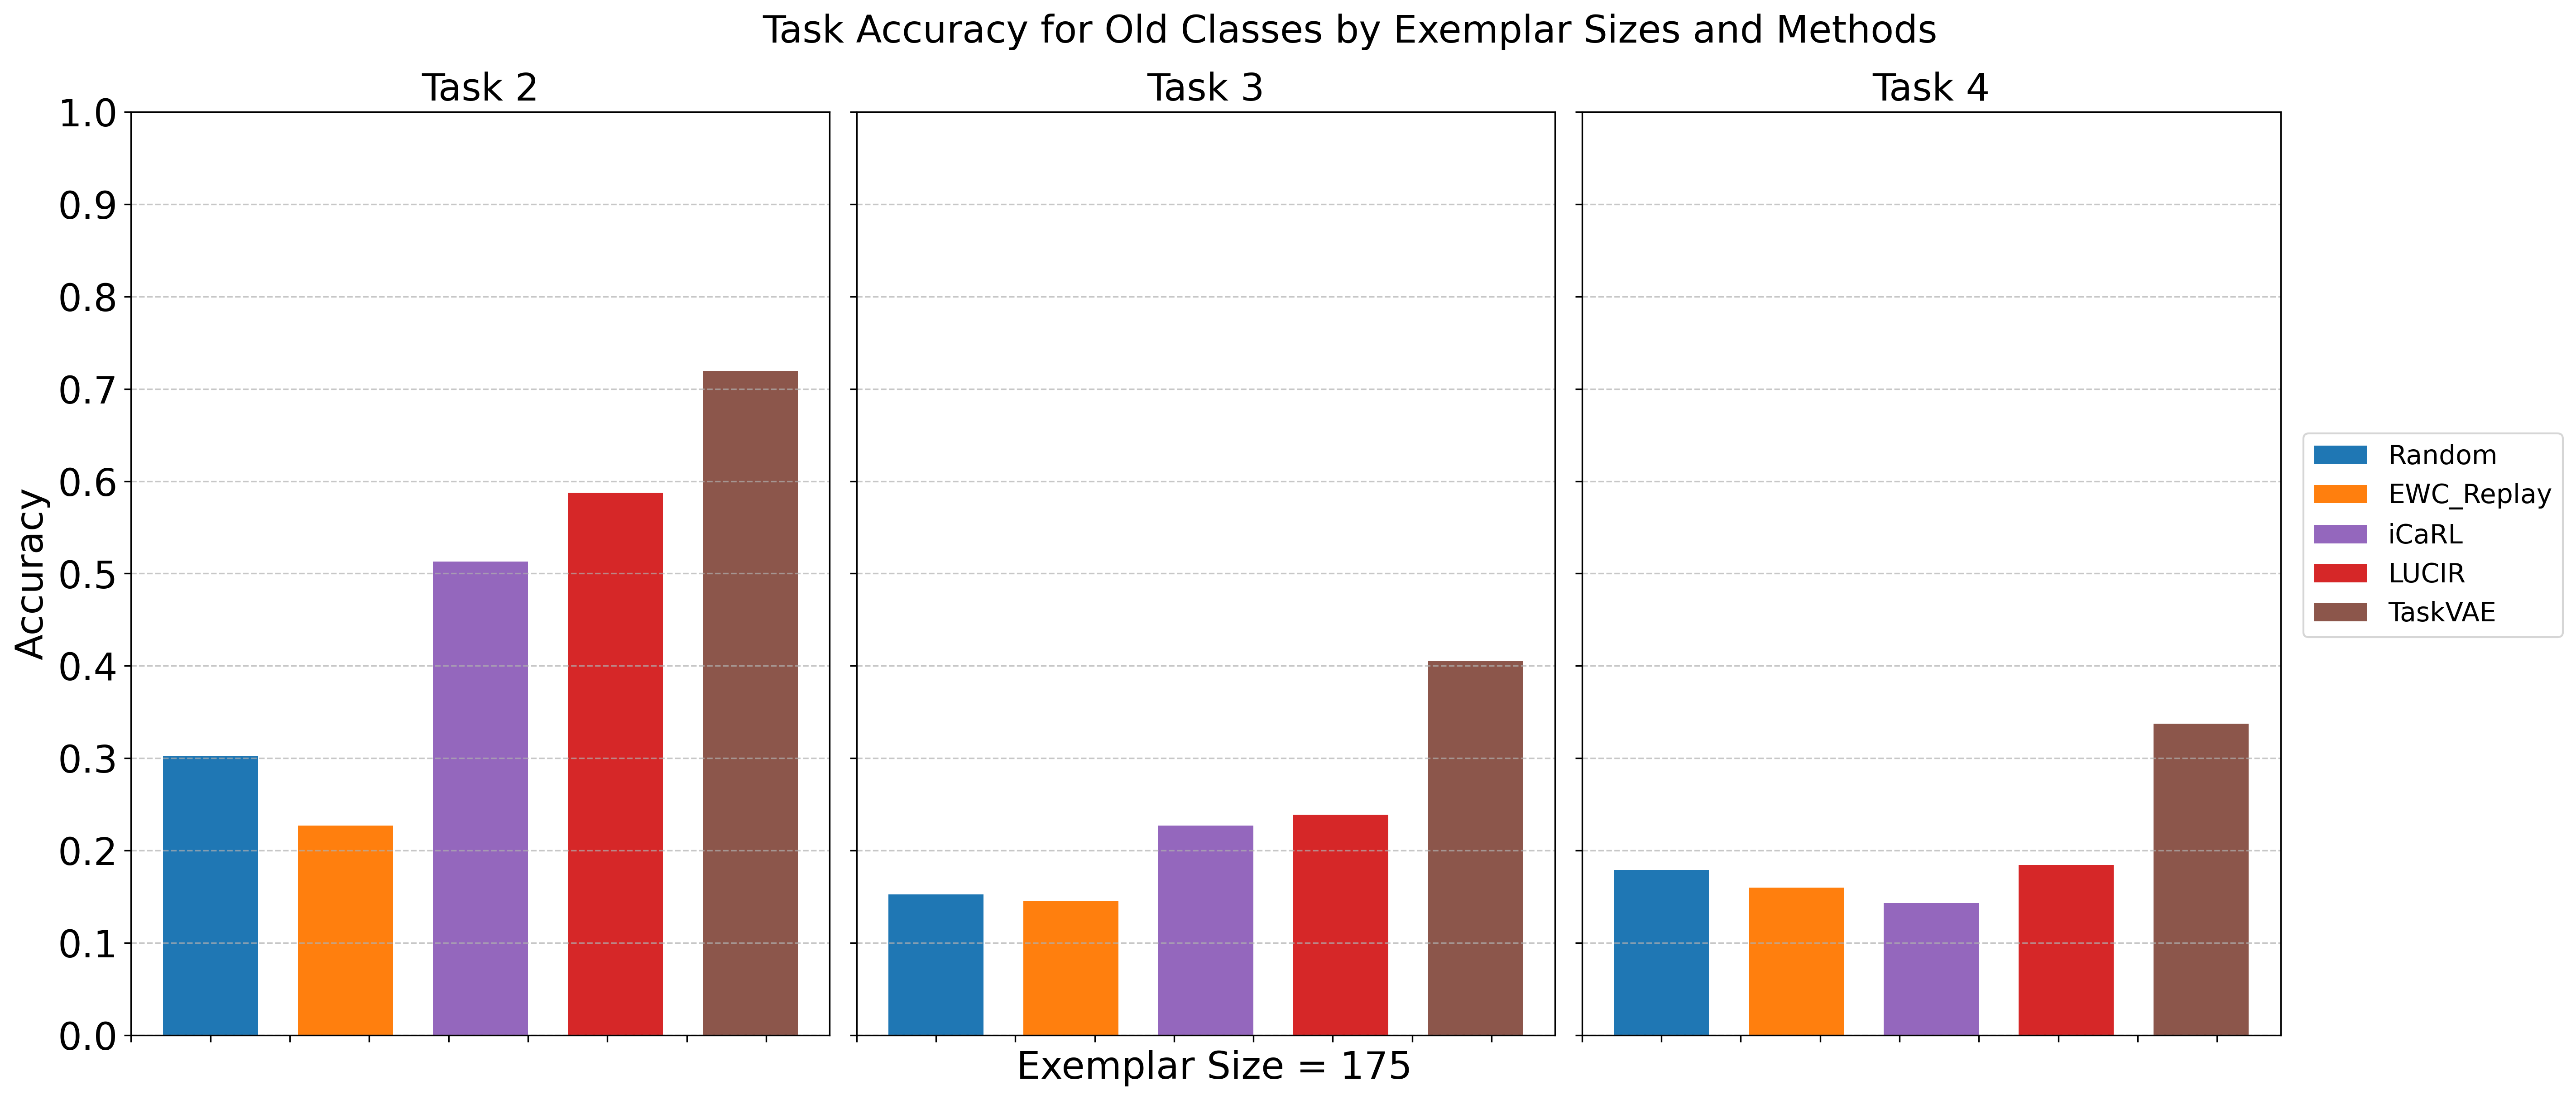 Task Accuracy for Old Classes by Exemplar Sizes and Methods
Task 2
Task 3
Task 4
1.0
0.9
0.8
0.7
0.6
0.5
0.4
0.3
0.2
0.1
0.0
Accuracy
Exemplar Size = 175
Random
EWC_Replay
iCaRL
LUCIR
TaskVAE